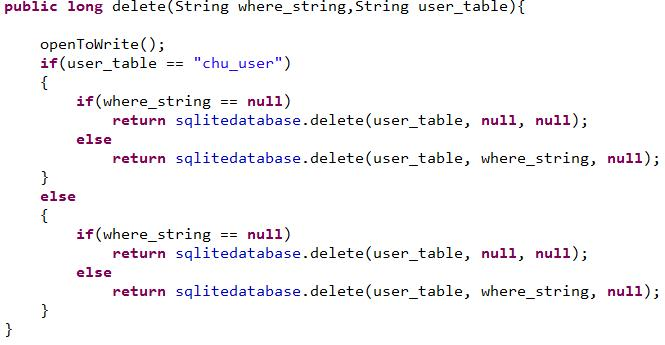 public long delete(String where_string,String user_table){
openToWrite();
if(user_table == "chu_user")
{
if(where_string == null)
return sqlitedatabase.delete(user_table, null, null);
else
return sqlitedatabase.delete(user_table, where_string, null);
}
else
{
if(where_string == null)
return sqlitedatabase.delete(user_table, null, null);
else
return sqlitedatabase.delete(user_table, where_string, null);
}
}